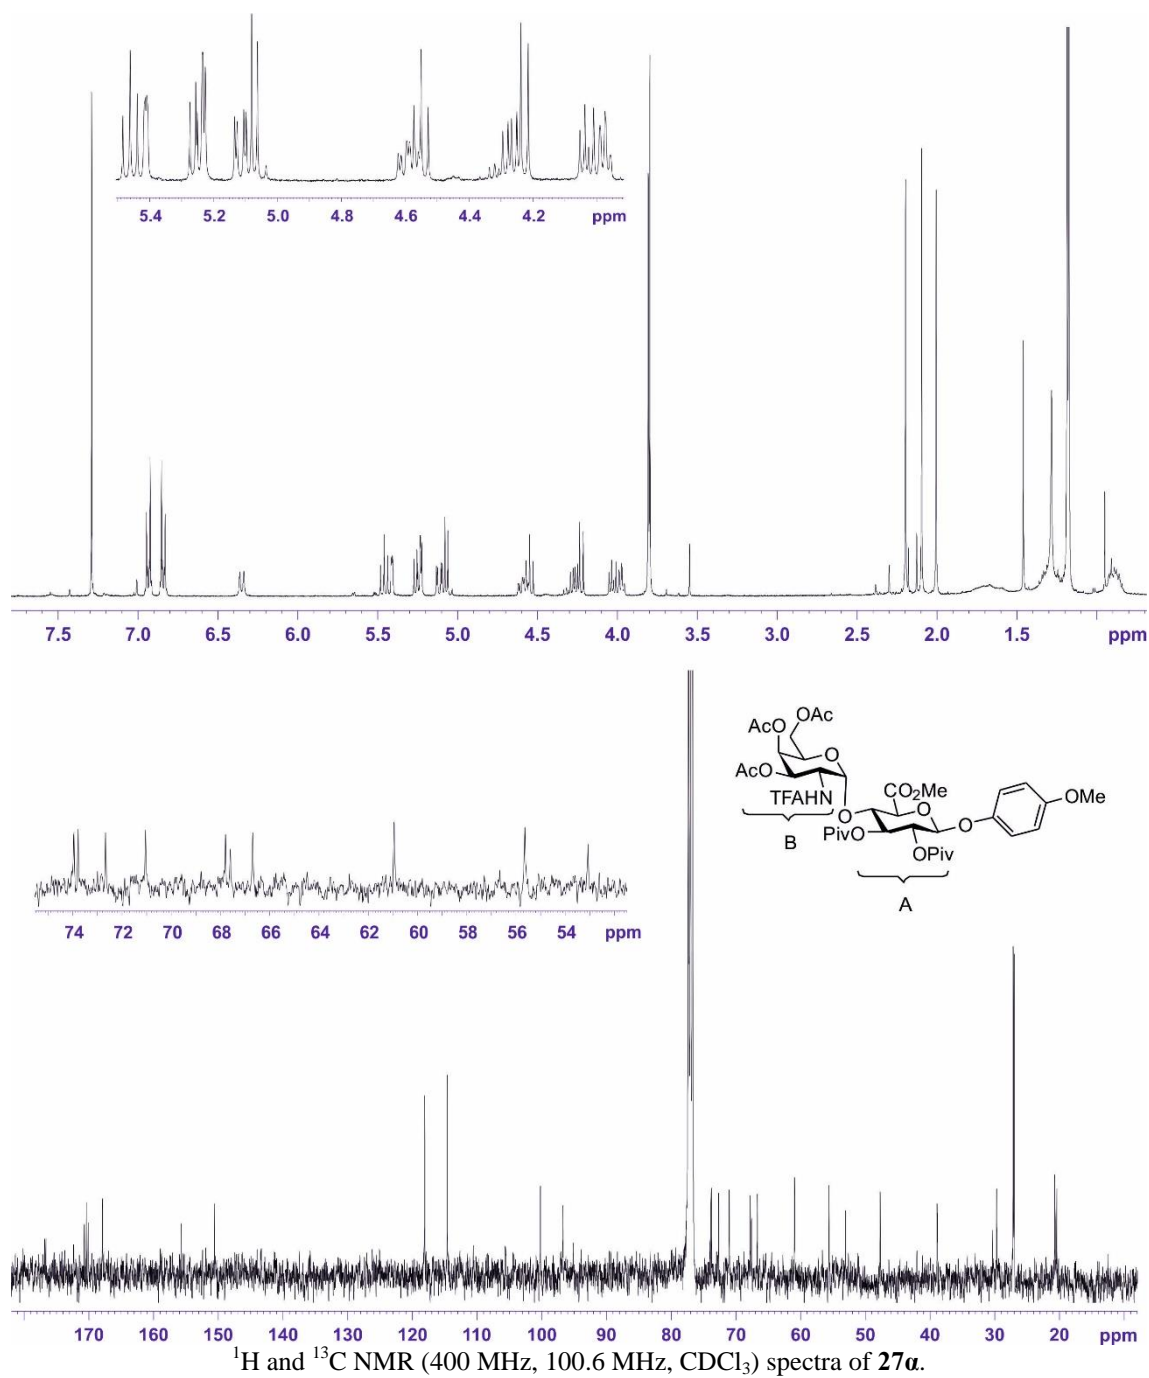 5.4 5.2 5.0 4.8 4.6 4.4 4.2 ppm
7.5 7.0 6.5 6.0 5.5 5.0 4.5 4.0 3.5 3.0 2.5 2.0 1.5 ppm
OAc
AcO
O
AcO
TFAHN
CO₂Me
O
O
O
OMe
PivO
OPiv
B
A
74 72 70 68 66 64 62 60 58 56 54 ppm
170 160 150 140 130 120 110 100 90 80 70 60 50 40 30 20 ppm
¹H and ¹³C NMR (400 MHz, 100.6 MHz, CDCl₃) spectra of 27α.